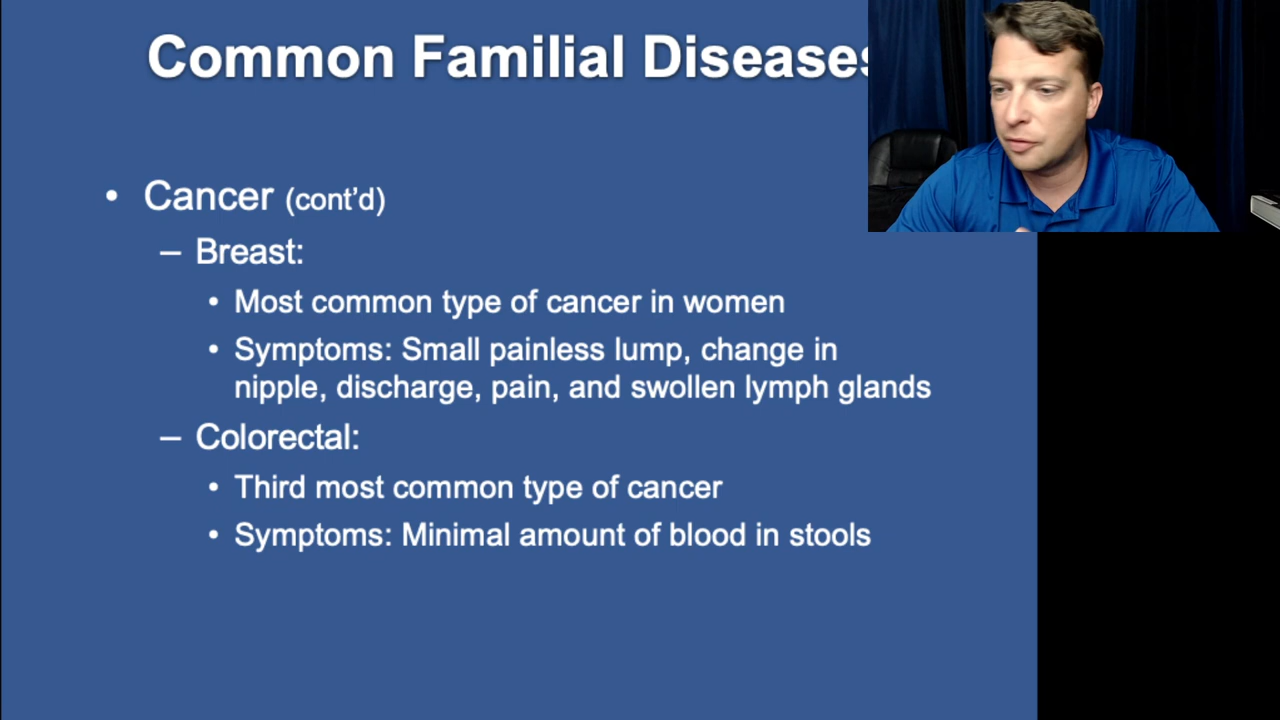 Common Familial Diseases
• Cancer (cont’d)
– Breast:
• Most common type of cancer in women
• Symptoms: Small painless lump, change in
nipple, discharge, pain, and swollen lymph glands
– Colorectal:
• Third most common type of cancer
• Symptoms: Minimal amount of blood in stools